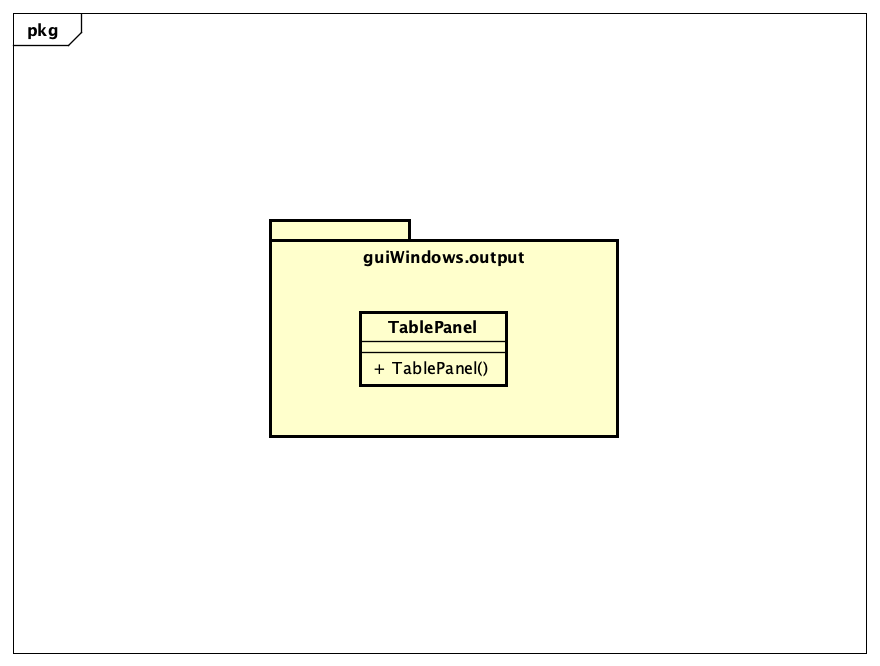 pkg
guiWindows.output
TablePanel
+ TablePanel()